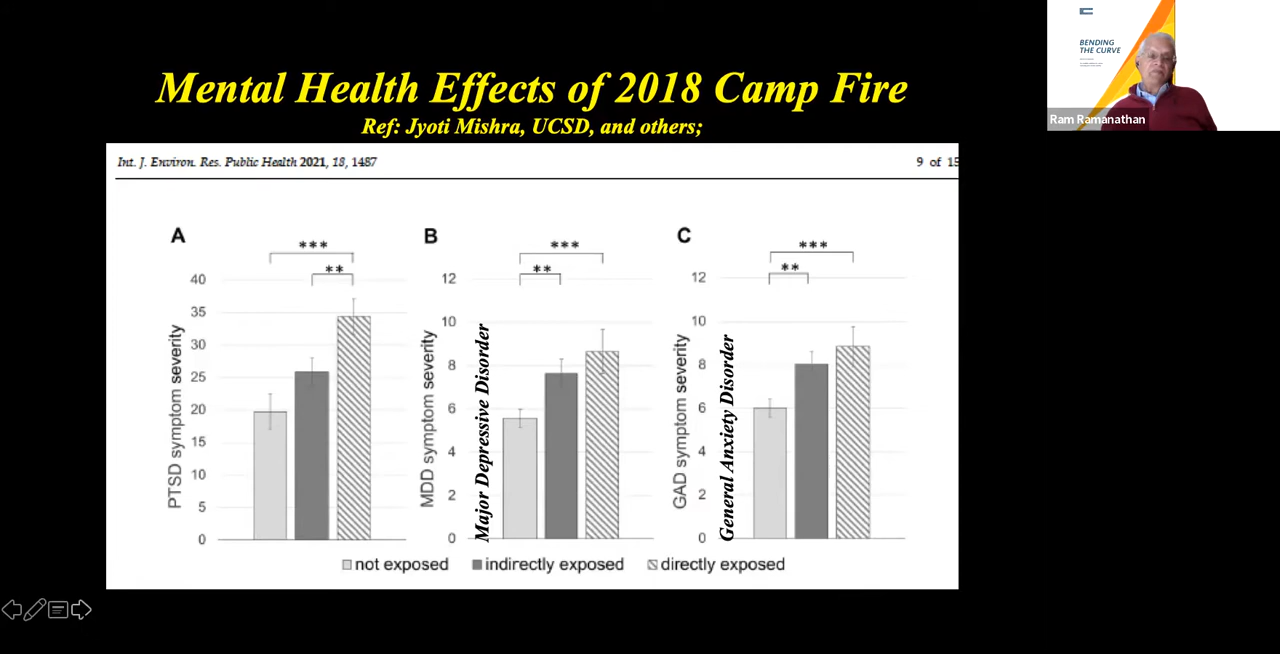 BENDING
THE CURVE
Ram Ramanathan
Mental Health Effects of 2018 Camp Fire
Ref: Jyoti Mishra, UCSD, and others;
Int. J. Environ. Res. Public Health 2021, 18, 1487
9 of 15
A
***
**
40
35
30
25
20
15
10
5
0
PTSD symptom severity
B
***
**
12
10
8
6
4
2
0
MDD symptom severity
Major Depressive Disorder
C
***
**
12
10
8
6
4
2
0
GAD symptom severity
General Anxiety Disorder
not exposed
indirectly exposed
directly exposed